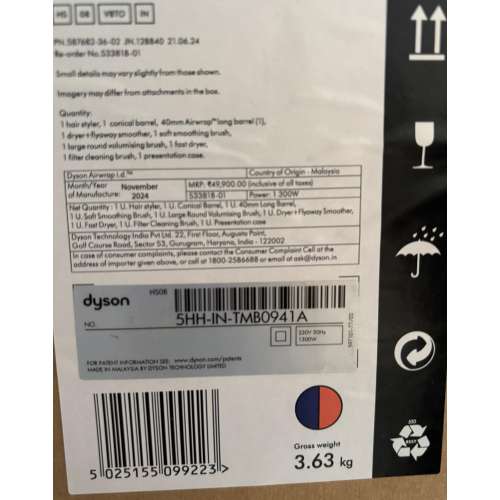 HS 08 VBTO IN
PN.587682-36-02 JN.128840 21.06.24
Re-order No.533818-01
Small details may vary slightly from those shown.
Imagery may differ from attachments in the box.
Quantity:
1 hair styler, 1 conical barrel, 40mm Airwrap™ long barrel (1),
1 dryer+flyaway smoother, 1 soft smoothing brush,
1 large round volumising brush, 1 fast dryer,
1 filter cleaning brush, 1 presentation case.
Dyson Airwrap i.d.™ Country of Origin - Malaysia
Month/Year of Manufacture: November 2024 MRP: ₹49,900.00 (inclusive of all taxes)
533818-01 Power : 1 300W
Net Quantity : 1 U. Hair styler, 1 U. Conical Barrel, 1 U. 40mm Long Barrel,
1 U. Soft Smoothing Brush, 1 U. Large Round Volumising Brush, 1 U. Dryer+Flyaway Smoother,
1 U. Fast Dryer, 1 U. Filter Cleaning Brush, 1 U. Presentation case
Dyson Technology India Pvt Ltd. 22, First Floor, Augusta Point,
Golf Course Road, Sector 53, Gurugram, Haryana, India - 122002
In case of consumer complaints, please contact the Consumer Complaint Cell at the
address of importer given above, or call at 1800-2586688 or email at ask@dyson.in
dyson HS08
NO. 5HH-IN-TMB0941A
220V 50Hz
1300W
FOR PATENT INFORMATION SEE: www.dyson.com/patents
MADE IN MALAYSIA BY DYSON TECHNOLOGY LIMITED
5 025155 099223 >
Gross weight
3.63 kg